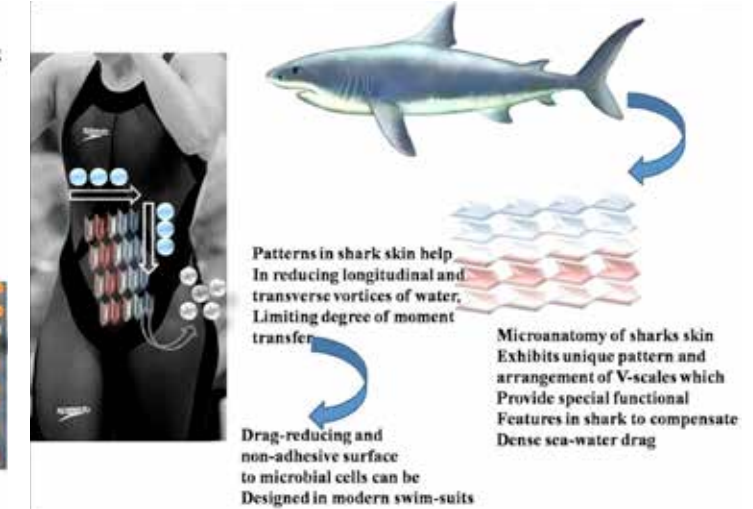 speedo
Patterns in shark skin help
In reducing longitudinal and
transverse vortices of water,
Limiting degree of moment
transfer
Microanatomy of sharks skin
Exhibits unique pattern and
arrangement of V-scales which
Provide special functional
Features in shark to compensate
Dense sea-water drag
Drag-reducing and
non-adhesive surface
to microbial cells can be
Designed in modern swim-suits
speedo